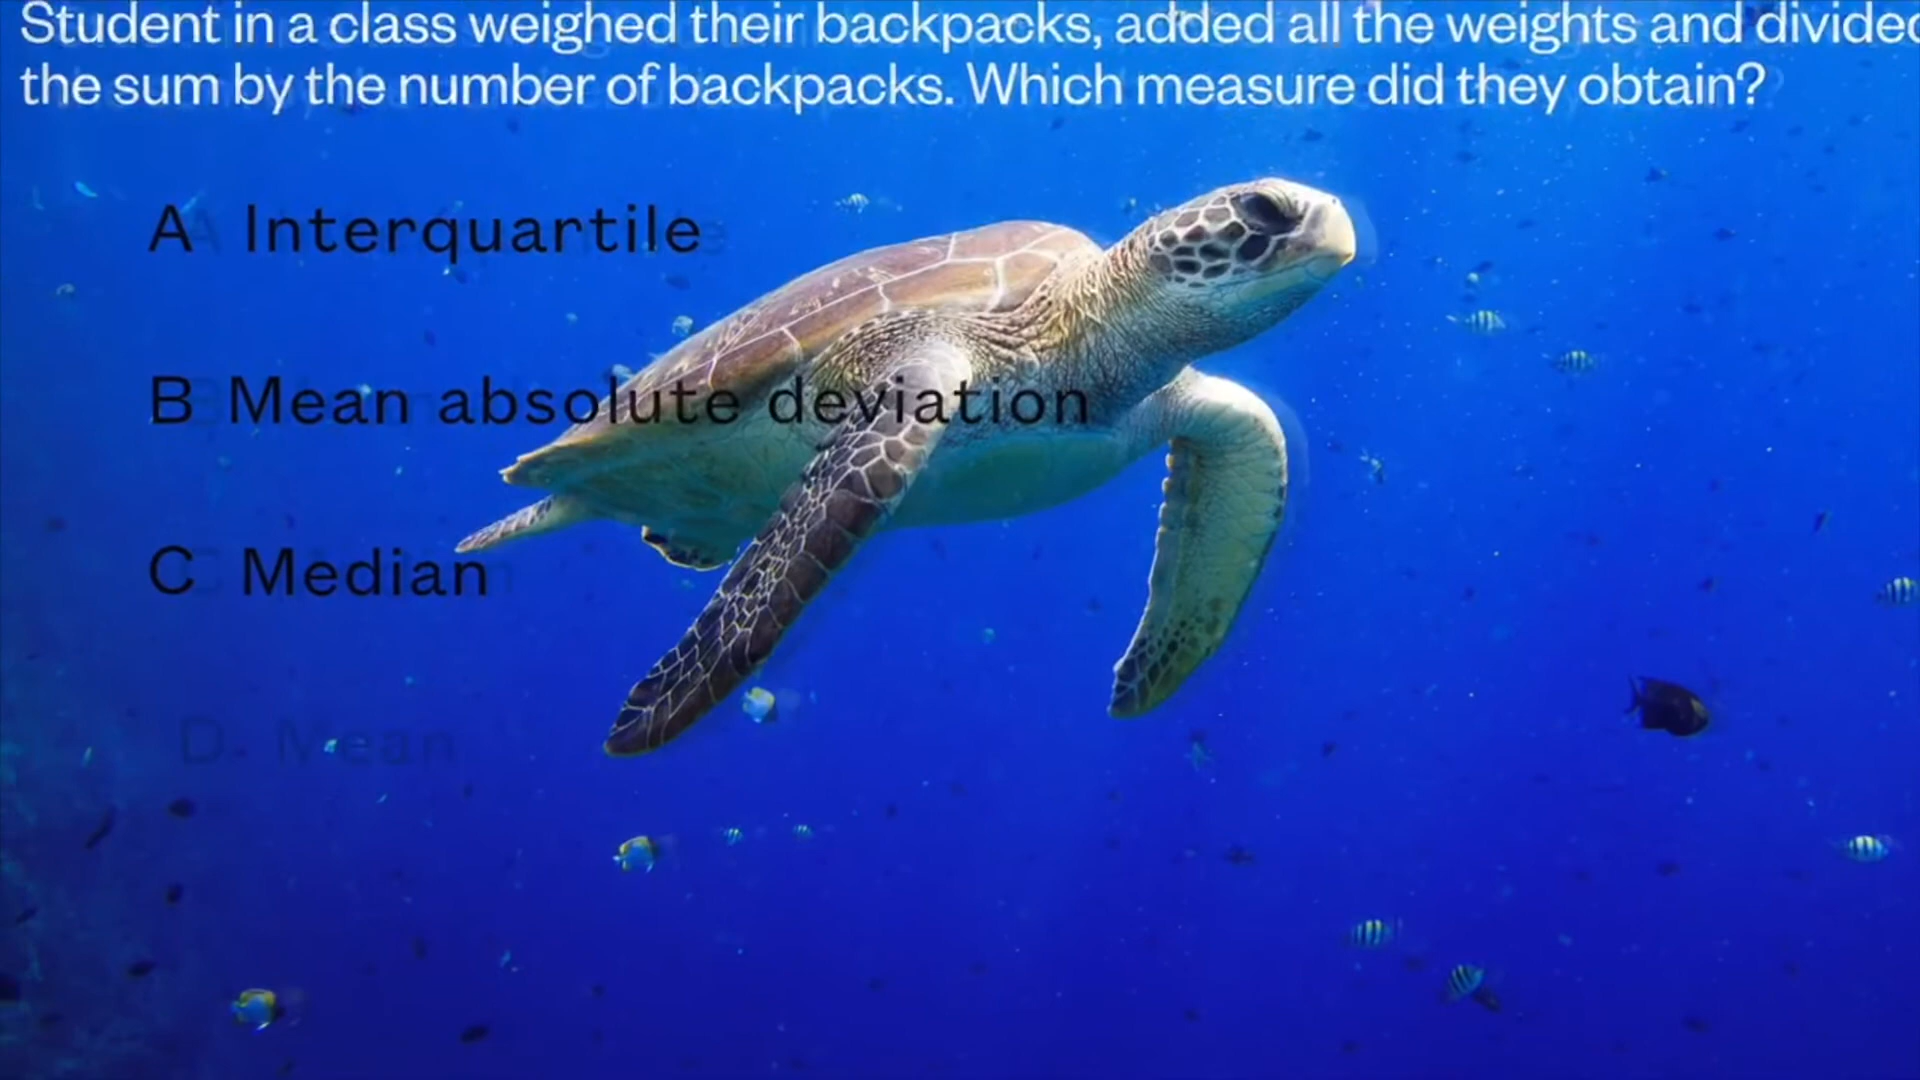 Student in a class weighed their backpacks, added all the weights and divided
the sum by the number of backpacks. Which measure did they obtain?
A Interquartile
B Mean absolute deviation
C Median
D. Mean